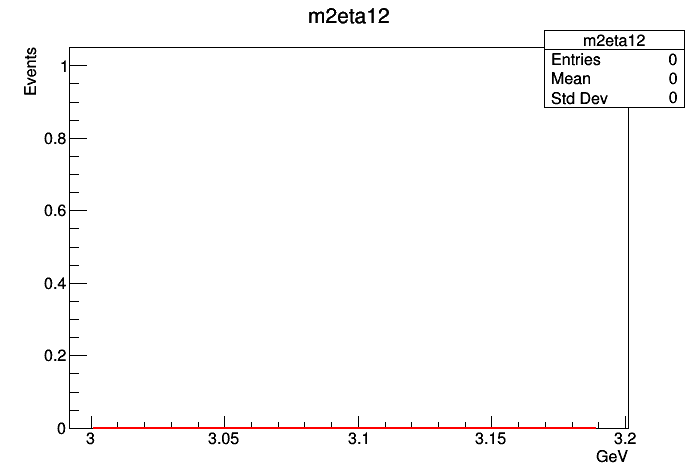 m2eta12
m2eta12
Entries 0
Mean 0
Std Dev 0
Events
1
0.8
0.6
0.4
0.2
0
3 3.05 3.1 3.15 3.2
GeV